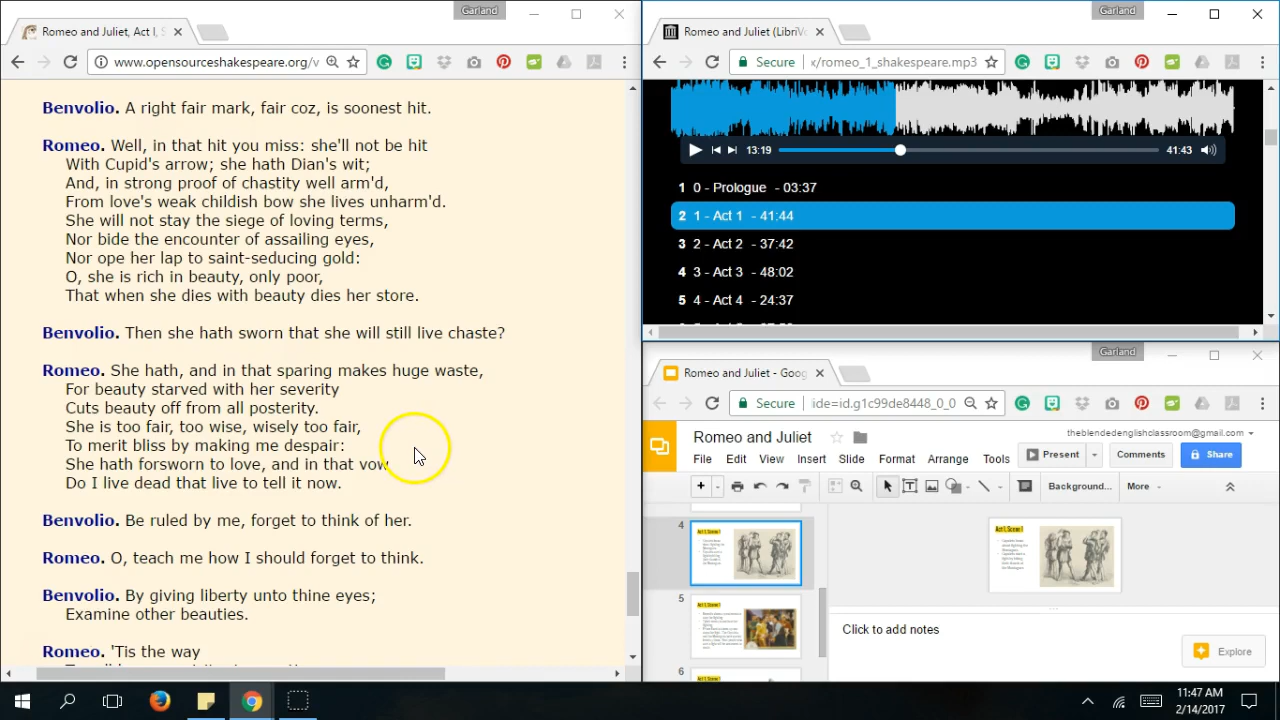 Garland
Romeo and Juliet, Act I, S
www.opensourceshakespeare.org/v
Benvolio. A right fair mark, fair coz, is soonest hit.
Romeo. Well, in that hit you miss: she'll not be hit
With Cupid's arrow; she hath Dian's wit;
And, in strong proof of chastity well arm'd,
From love's weak childish bow she lives unharm'd.
She will not stay the siege of loving terms,
Nor bide the encounter of assailing eyes,
Nor ope her lap to saint-seducing gold:
O, she is rich in beauty, only poor,
That when she dies with beauty dies her store.
Benvolio. Then she hath sworn that she will still live chaste?
Romeo. She hath, and in that sparing makes huge waste,
For beauty starved with her severity
Cuts beauty off from all posterity.
She is too fair, too wise, wisely too fair,
To merit bliss by making me despair:
She hath forsworn to love, and in that vow
Do I live dead that live to tell it now.
Benvolio. Be ruled by me, forget to think of her.
Romeo. O, teach me how I should forget to think.
Benvolio. By giving liberty unto thine eyes;
Examine other beauties.
Romeo. 'Tis the way
Garland
Romeo and Juliet (LibriVo
Secure x/romeo_1_shakespeare.mp3
13:19 41:43
1 0 - Prologue - 03:37
2 1 - Act 1 - 41:44
3 2 - Act 2 - 37:42
4 3 - Act 3 - 48:02
5 4 - Act 4 - 24:37
Garland
Romeo and Juliet - Goog
Secure ide=id.g1c99de8448_0_0
Romeo and Juliet
theblendedenglishclassroom@gmail.com
File Edit View Insert Slide Format Arrange Tools
Present Comments Share
Background... More
4
Act I, Scene I
Act I, Scene I
5
Act I, Scene I
6
Act I, Scene I
Click to add notes
Explore
11:47 AM
2/14/2017